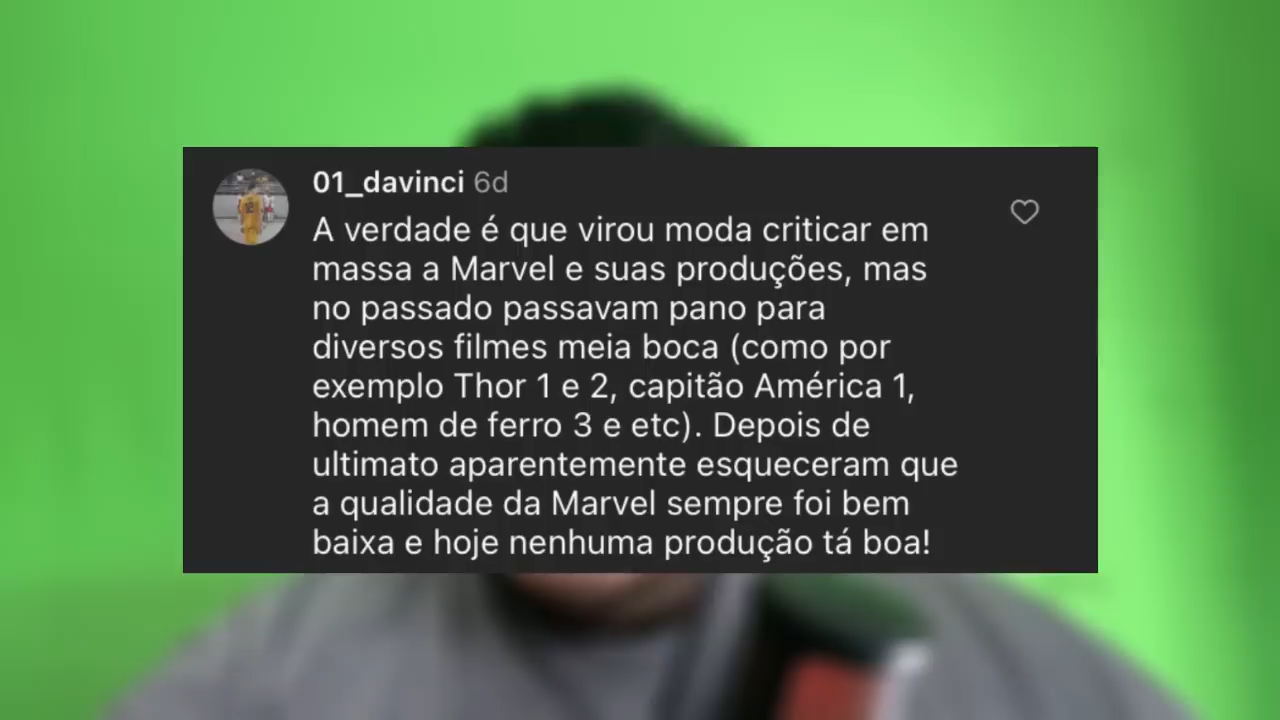 01_davinci 6d
A verdade é que virou moda criticar em
massa a Marvel e suas produções, mas
no passado passavam pano para
diversos filmes meia boca (como por
exemplo Thor 1 e 2, capitão América 1,
homem de ferro 3 e etc). Depois de
ultimato aparentemente esqueceram que
a qualidade da Marvel sempre foi bem
baixa e hoje nenhuma produção tá boa!